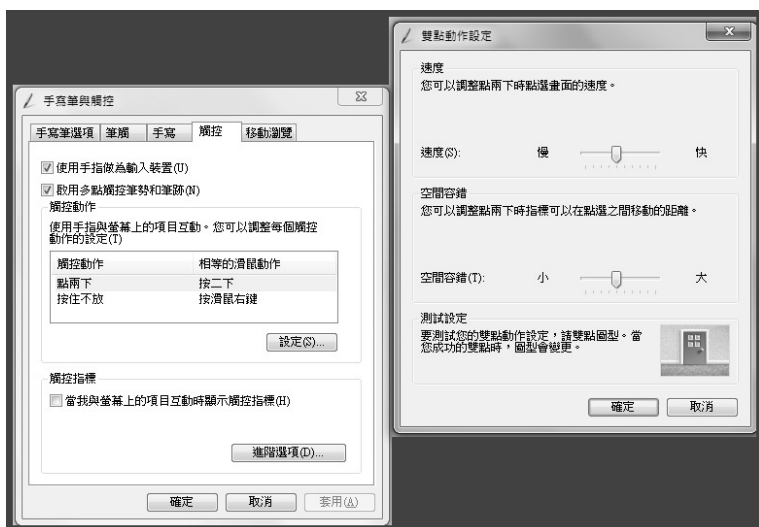 手寫筆與觸控
手寫筆選項 筆觸 手寫 觸控 移動瀏覽
使用手指做為輸入裝置(U)
啟用多點觸控筆勢和筆跡(N)
觸控動作
使用手指與螢幕上的項目互動。您可以調整每個觸控
動作的設定(T)
觸控動作 相等的滑鼠動作
點兩下 按二下
按住不放 按滑鼠右鍵
設定(S)...
觸控指標
當我與螢幕上的項目互動時顯示觸控指標(H)
進階選項(D)...
確定 取消 套用(A)
雙點動作設定
速度
您可以調整點兩下時點選畫面的速度。
速度(S): 慢 快
空間容錯
您可以調整點兩下時指標可以在點選之間移動的距離。
空間容錯(T): 小 大
測試設定
要測試您的雙點動作設定，請雙點圖型。當
您成功的雙點時，圖型會變更。
確定 取消